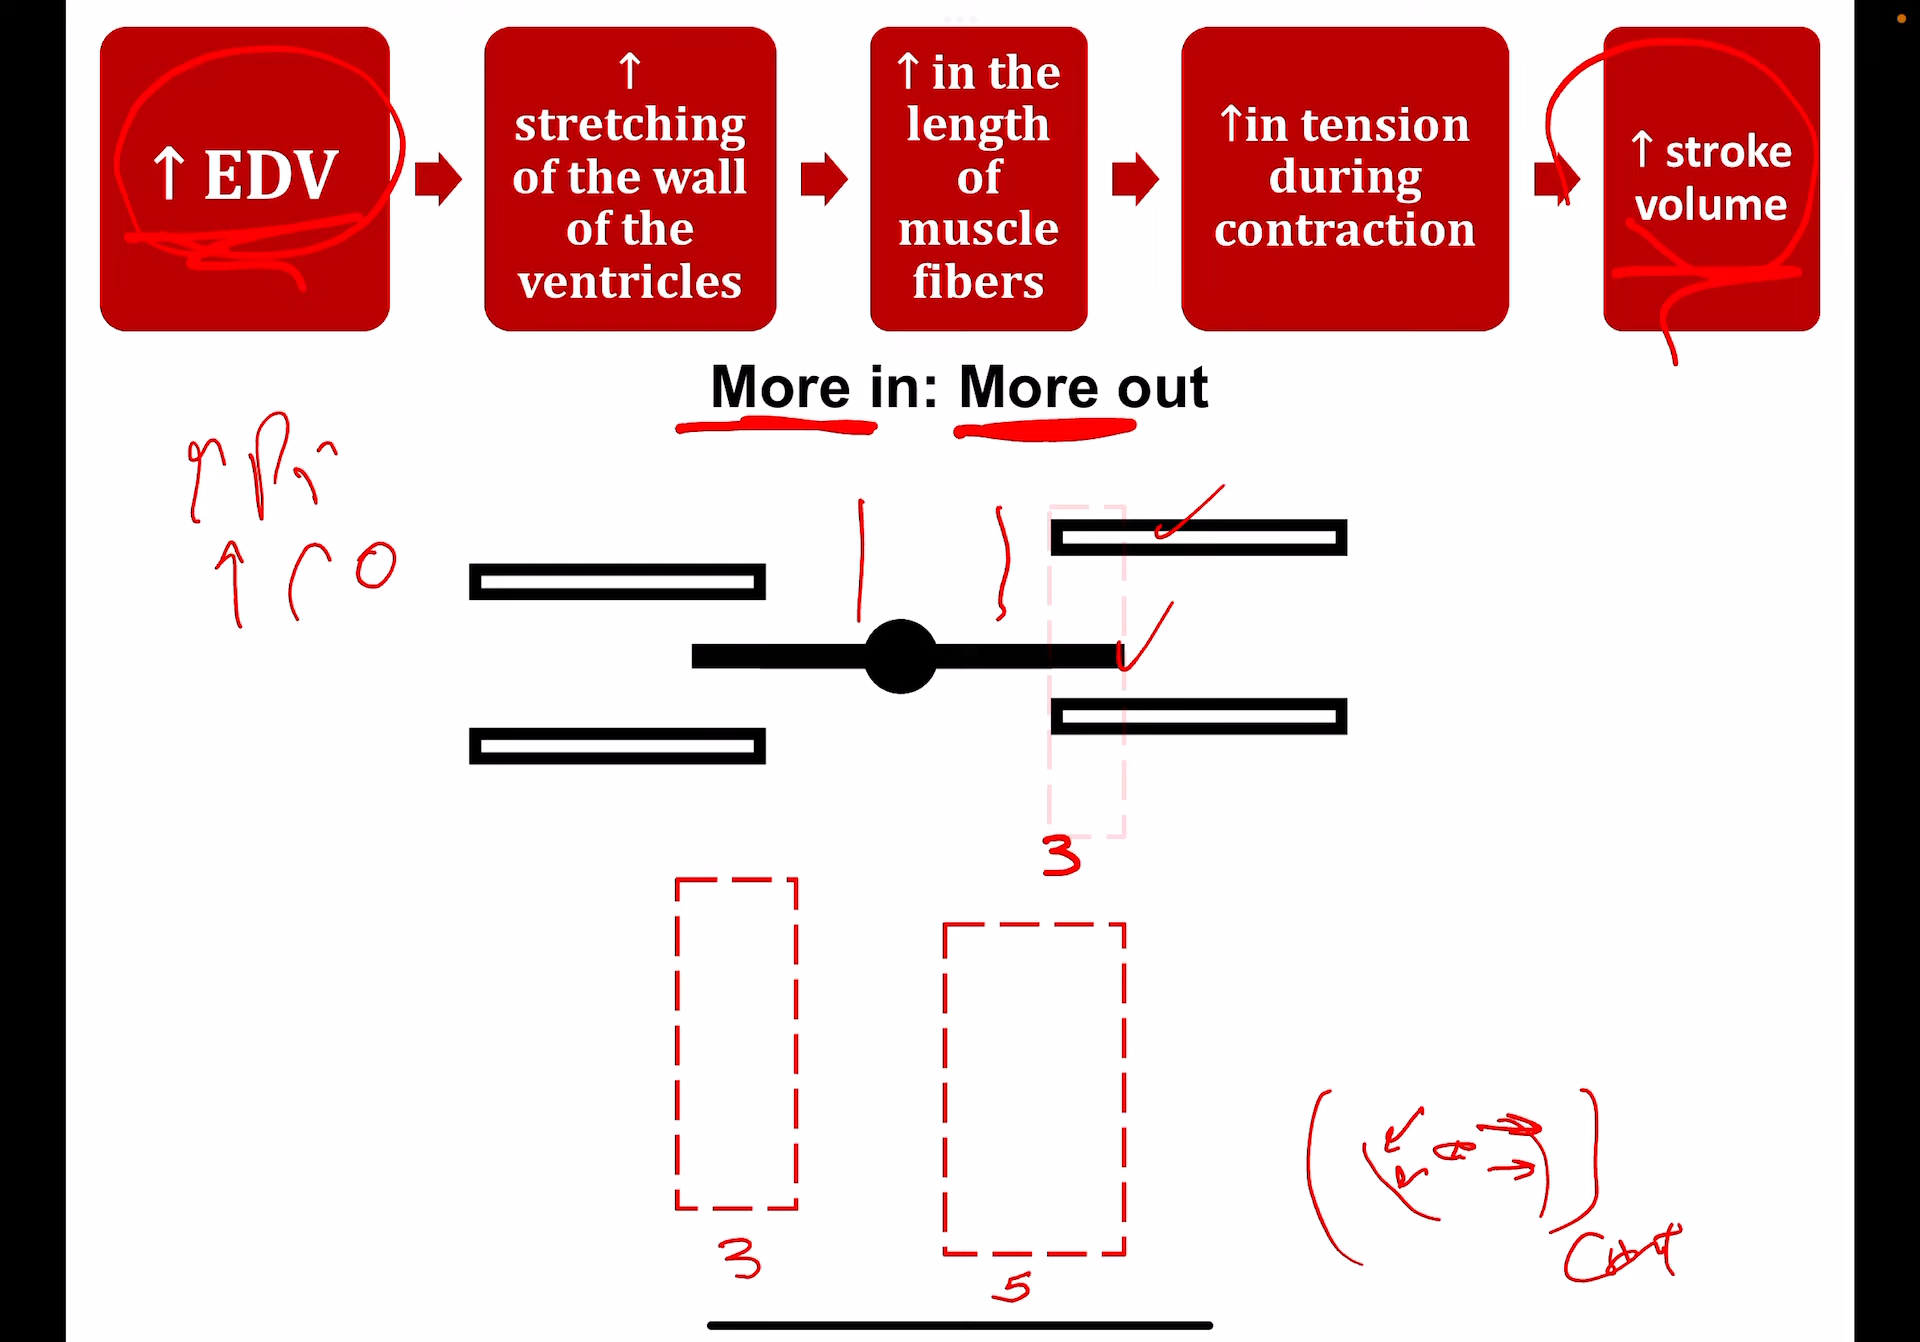 ↑ EDV
↑
stretching
of the wall
of the
ventricles
↑ in the
length
of
muscle
fibers
↑in tension
during
contraction
↑ stroke
volume
More in: More out
↑ CO
3
3
5